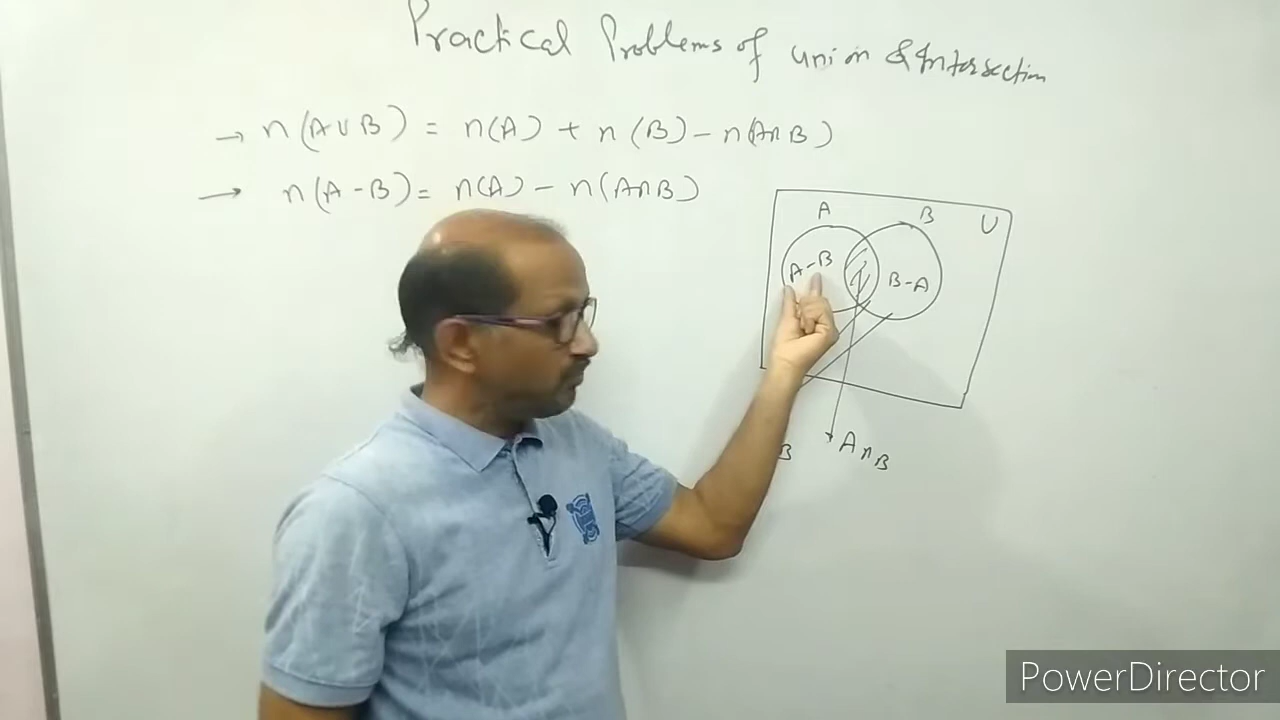 Practical Problems of union & Intersection
→ n(A∪B) = n(A) + n(B) − n(A∩B)
→ n(A-B) = n(A) − n(A∩B)
A B U
A-B B-A
B A∩B
PowerDirector